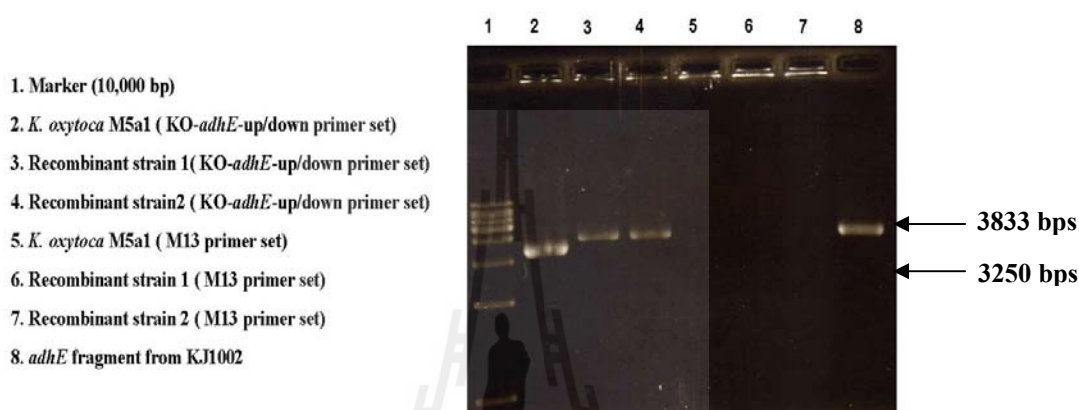 1 2 3 4 5 6 7 8
1. Marker (10,000 bp)
2. K. oxytoca M5a1 ( KO-adhE-up/down primer set)
3. Recombinant strain 1( KO-adhE-up/down primer set)
4. Recombinant strain2 ( KO-adhE-up/down primer set)
5. K. oxytoca M5a1 ( M13 primer set)
6. Recombinant strain 1 ( M13 primer set)
7. Recombinant strain 2 ( M13 primer set)
8. adhE fragment from KJ1002
3833 bps
3250 bps